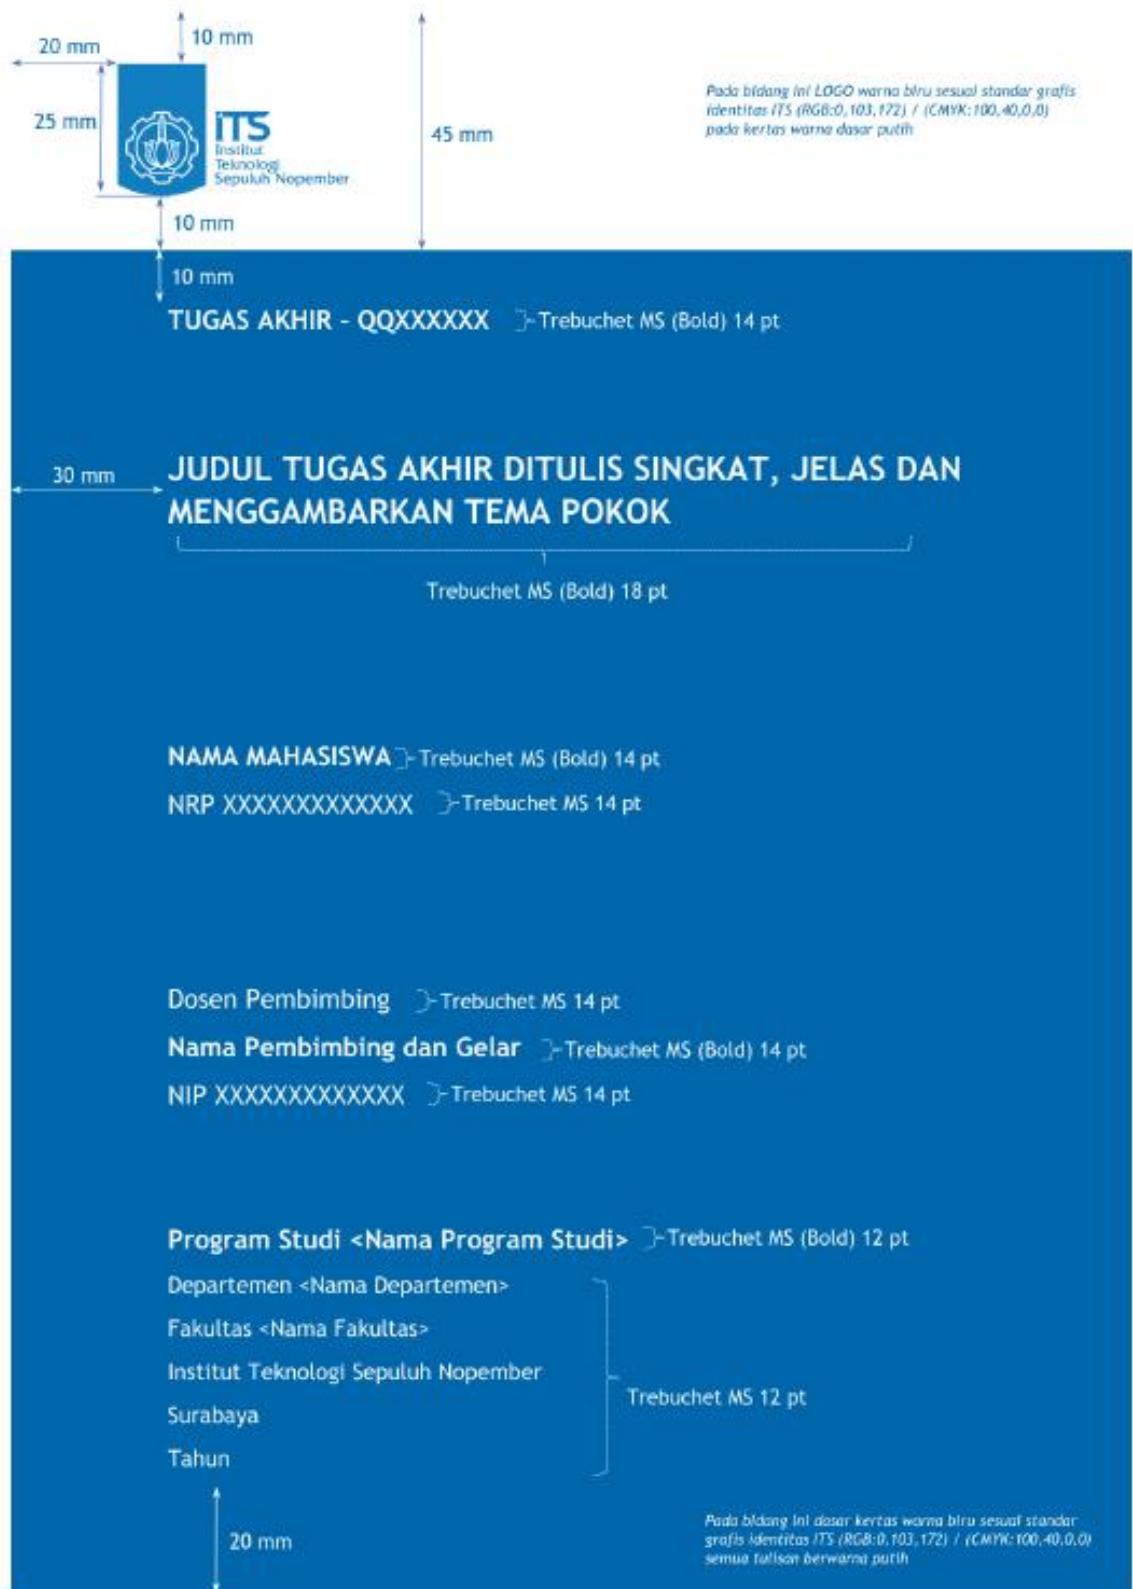 10 mm
20 mm
Pada bidang ini LOGO warna biru sesuai standar grafis
identitas ITS (RGB:0,103,172) / (CMYK:100,40,0,0)
pada kertas warna dasar putih
25 mm
iTS
Institut
Teknologi
Sepuluh Nopember
45 mm
10 mm
10 mm
TUGAS AKHIR – QQXXXXXX Trebuchet MS (Bold) 14 pt
30 mm
JUDUL TUGAS AKHIR DITULIS SINGKAT, JELAS DAN
MENGGAMBARKAN TEMA POKOK
Trebuchet MS (Bold) 18 pt
NAMA MAHASISWA Trebuchet MS (Bold) 14 pt
NRP XXXXXXXXXXXXX Trebuchet MS 14 pt
Dosen Pembimbing Trebuchet MS 14 pt
Nama Pembimbing dan Gelar Trebuchet MS (Bold) 14 pt
NIP XXXXXXXXXXXXX Trebuchet MS 14 pt
Program Studi <Nama Program Studi> Trebuchet MS (Bold) 12 pt
Departemen <Nama Departemen>
Fakultas <Nama Fakultas>
Institut Teknologi Sepuluh Nopember
Surabaya
Tahun
Trebuchet MS 12 pt
20 mm
Pada bidang ini dasar kertas warna biru sesuai standar
grafis identitas ITS (RGB:0,103,172) / (CMYK:100,40,0,0)
semua tulisan berwarna putih